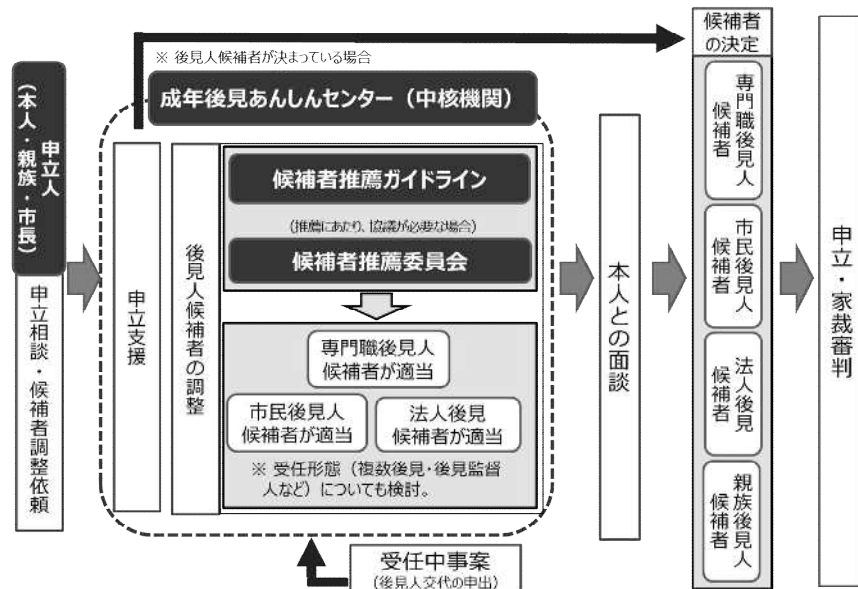 ※ 後見人候補者が決まっている場合
申立人
（本人・親族・市長）
申立相談・候補者調整依頼
成年後見あんしんセンター（中核機関）
申立支援
後見人候補者の調整
候補者推薦ガイドライン
（推薦にあたり、協議が必要な場合）
候補者推薦委員会
専門職後見人
候補者が適当
市民後見人
候補者が適当
法人後見
候補者が適当
※ 受任形態（複数後見・後見監督
人など）についても検討。
受任中事案
（後見人交代の申出）
本人との面談
候補者
の決定
専門職後見人
候補者
市民後見人
候補者
法人後見
候補者
親族後見人
候補者
申立・家裁審判